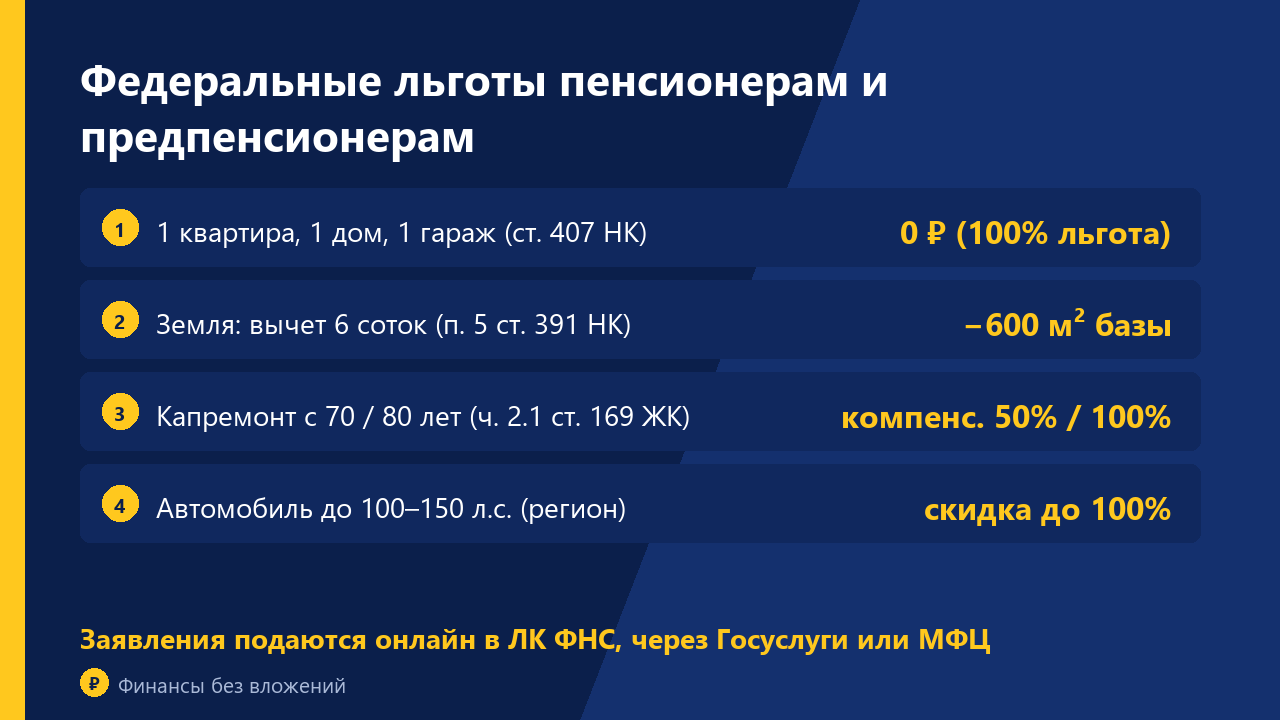 Федеральные льготы пенсионерам и
предпенсионерам
1 1 квартира, 1 дом, 1 гараж (ст. 407 НК) 0 ₽ (100% льгота)
2 Земля: вычет 6 соток (п. 5 ст. 391 НК) −600 м² базы
3 Капремонт с 70 / 80 лет (ч. 2.1 ст. 169 ЖК) компенс. 50% / 100%
4 Автомобиль до 100–150 л.с. (регион) скидка до 100%
Заявления подаются онлайн в ЛК ФНС, через Госуслуги или МФЦ
₽ Финансы без вложений